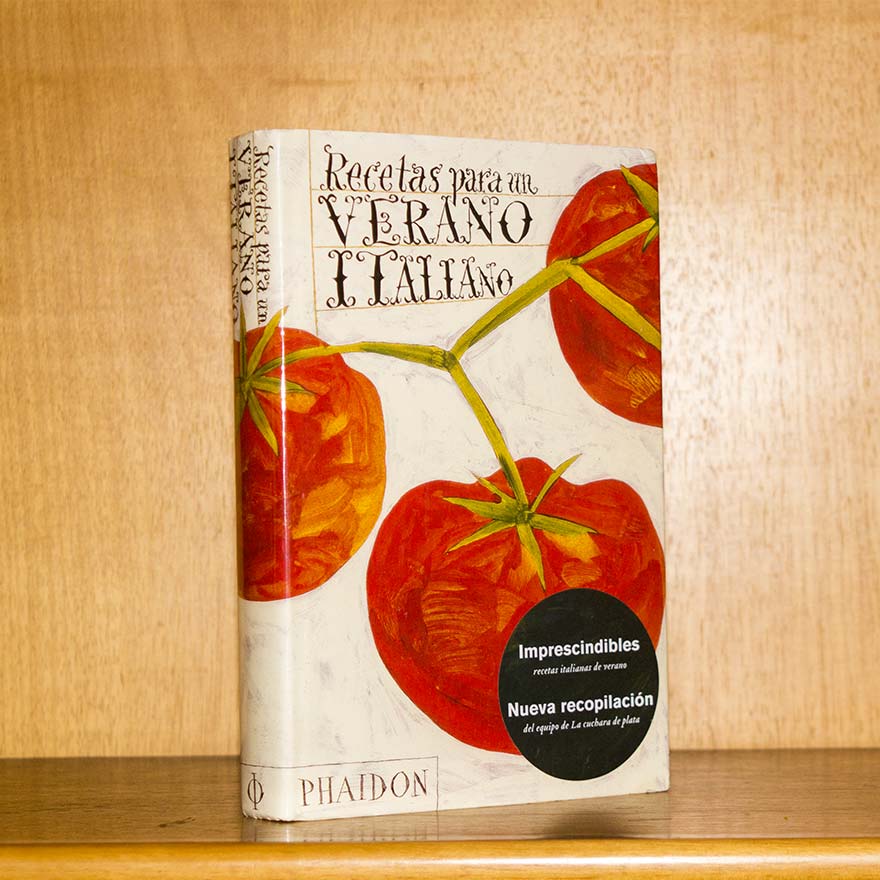 Recetas para un
VERANO
ITALIANO
Recetas para un
VERANO
ITALIANO
Imprescindibles
recetas italianas de verano
Nueva recopilación
del equipo de La cuchara de plata
Φ
PHAIDON